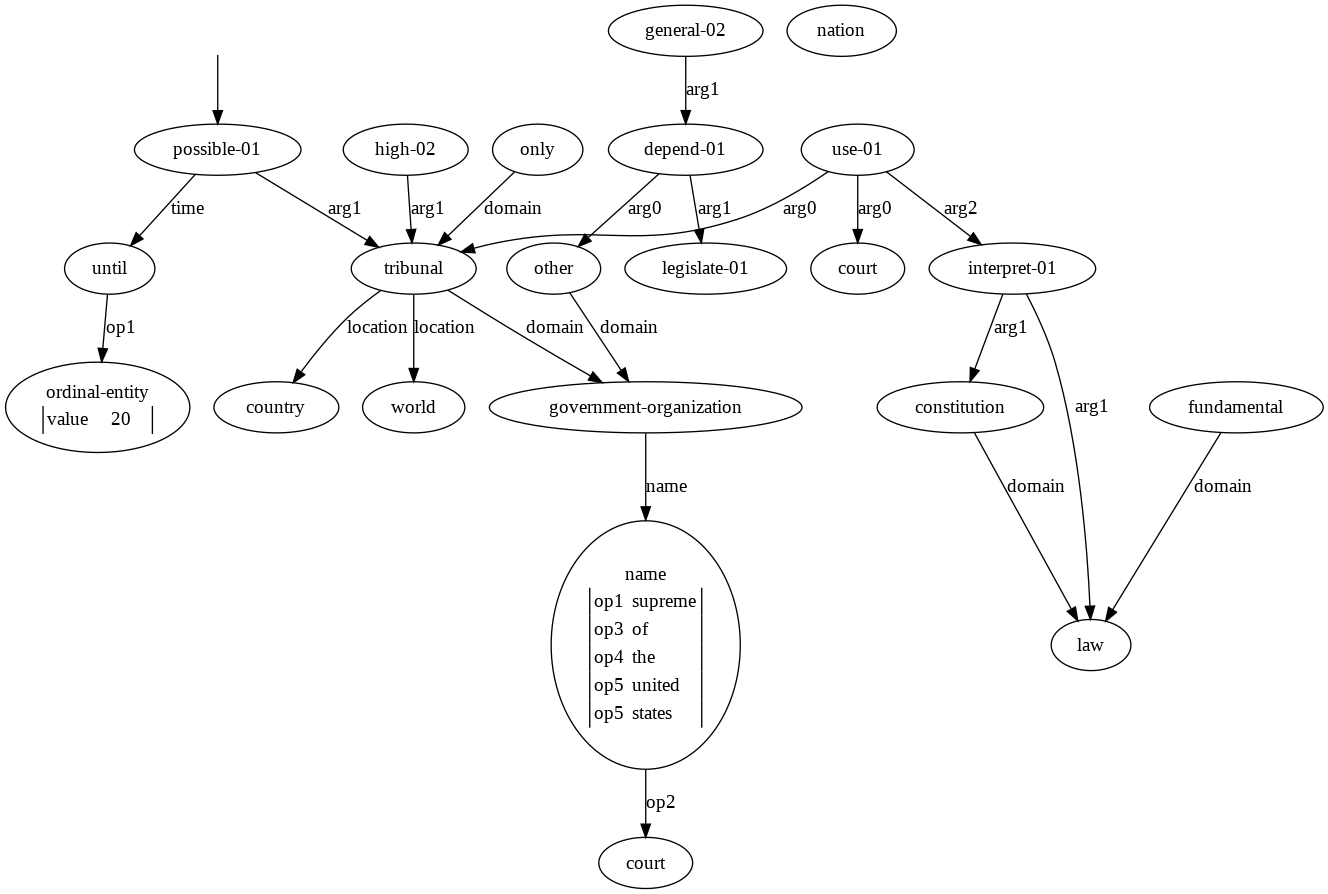 general-02
nation
arg1
possible-01
high-02
only
depend-01
use-01
time
arg1
arg1
domain
arg0
arg1
arg0
arg0
arg2
until
tribunal
other
legislate-01
court
interpret-01
op1
location
location
domain
domain
arg1
ordinal-entity
value 20
country
world
government-organization
constitution
arg1
fundamental
name
domain
domain
name
op1 supreme
op3 of
op4 the
op5 united
op5 states
law
op2
court